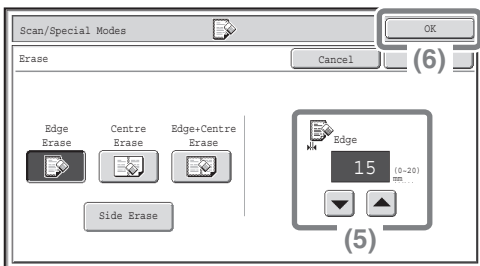 Scan/Special Modes
OK
Erase
Cancel
(6)
Edge
Erase
Centre
Erase
Edge+Centre
Erase
Side Erase
Edge
15
(0~20)
mm
(5)